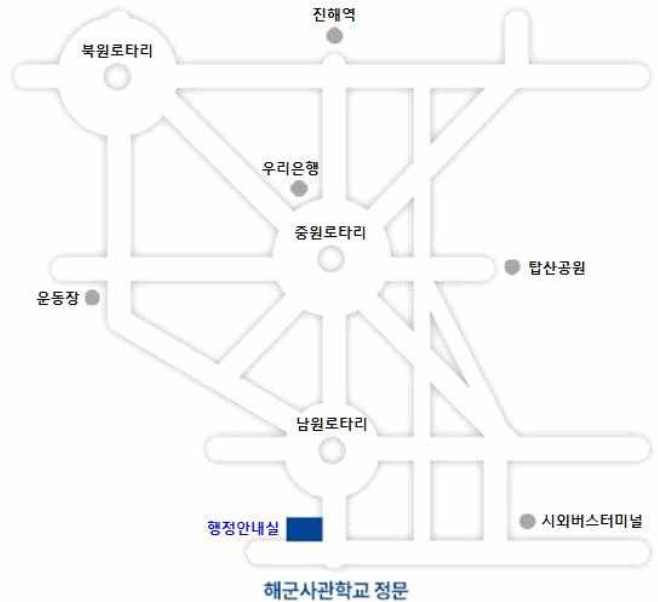 진해역
북원로타리
우리은행
중원로타리
탑산공원
운동장
남원로타리
행정안내실
시외버스터미널
해군사관학교 정문